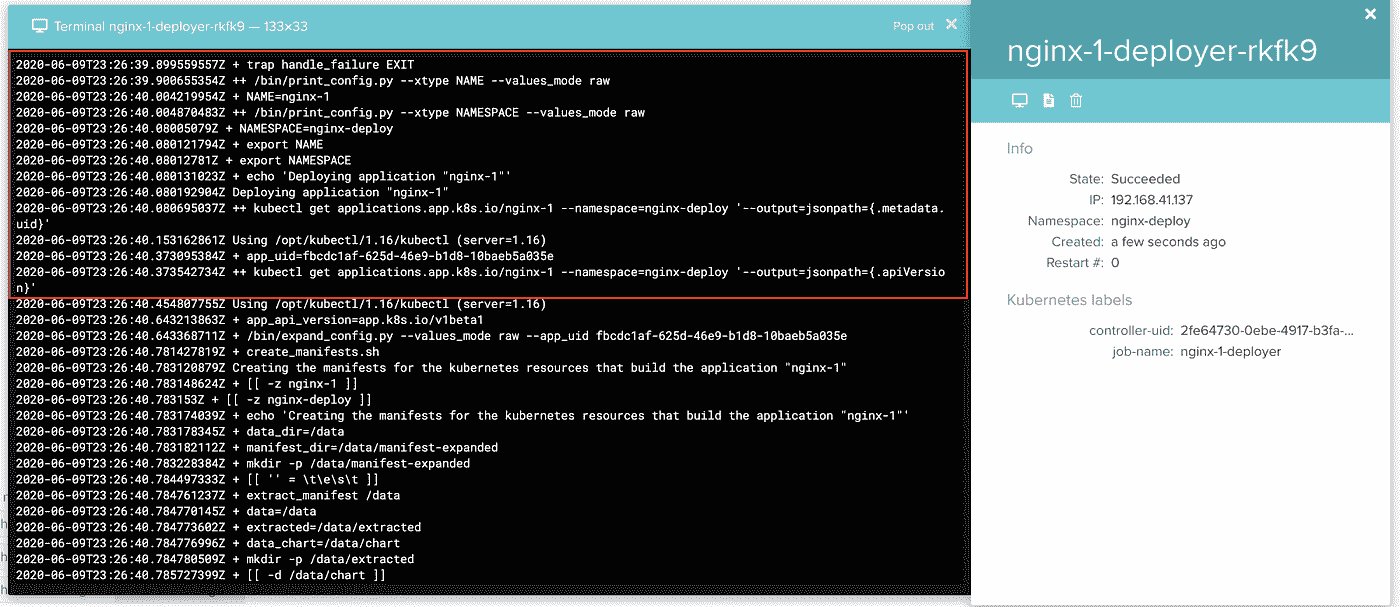 Terminal nginx-1-deployer-rkfk9 — 133×33
Pop out
2020-06-09T23:26:39.899559557Z + trap handle_failure EXIT
2020-06-09T23:26:39.900655354Z ++ /bin/print_config.py --xtype NAME --values_mode raw
2020-06-09T23:26:40.004219954Z + NAME=nginx-1
2020-06-09T23:26:40.004870483Z ++ /bin/print_config.py --xtype NAMESPACE --values_mode raw
2020-06-09T23:26:40.08005079Z + NAMESPACE=nginx-deploy
2020-06-09T23:26:40.080121794Z + export NAME
2020-06-09T23:26:40.08012781Z + export NAMESPACE
2020-06-09T23:26:40.080131023Z + echo 'Deploying application "nginx-1"'
2020-06-09T23:26:40.080192904Z Deploying application "nginx-1"
2020-06-09T23:26:40.080695037Z ++ kubectl get applications.app.k8s.io/nginx-1 --namespace=nginx-deploy '--output=jsonpath={.metadata.
uid}'
2020-06-09T23:26:40.153162861Z Using /opt/kubectl/1.16/kubectl (server=1.16)
2020-06-09T23:26:40.373095384Z + app_uid=fbcdc1af-625d-46e9-b1d8-10baeb5a035e
2020-06-09T23:26:40.373542734Z ++ kubectl get applications.app.k8s.io/nginx-1 --namespace=nginx-deploy '--output=jsonpath={.apiVersio
n}'
2020-06-09T23:26:40.454807755Z Using /opt/kubectl/1.16/kubectl (server=1.16)
2020-06-09T23:26:40.643213863Z + app_api_version=app.k8s.io/v1beta1
2020-06-09T23:26:40.643368711Z + /bin/expand_config.py --values_mode raw --app_uid fbcdc1af-625d-46e9-b1d8-10baeb5a035e
2020-06-09T23:26:40.781427819Z + create_manifests.sh
2020-06-09T23:26:40.783120879Z Creating the manifests for the kubernetes resources that build the application "nginx-1"
2020-06-09T23:26:40.783148624Z + [[ -z nginx-1 ]]
2020-06-09T23:26:40.783153Z + [[ -z nginx-deploy ]]
2020-06-09T23:26:40.783174039Z + echo 'Creating the manifests for the kubernetes resources that build the application "nginx-1"'
2020-06-09T23:26:40.783178345Z + data_dir=/data
2020-06-09T23:26:40.783182112Z + manifest_dir=/data/manifest-expanded
2020-06-09T23:26:40.783228384Z + mkdir -p /data/manifest-expanded
2020-06-09T23:26:40.784497333Z + [[ '' = \t\e\s\t ]]
2020-06-09T23:26:40.784761237Z + extract_manifest /data
2020-06-09T23:26:40.784770145Z + data=/data
2020-06-09T23:26:40.784773602Z + extracted=/data/extracted
2020-06-09T23:26:40.784776996Z + data_chart=/data/chart
2020-06-09T23:26:40.784780509Z + mkdir -p /data/extracted
2020-06-09T23:26:40.785727399Z + [[ -d /data/chart ]]
nginx-1-deployer-rkfk9
Info
State: Succeeded
IP: 192.168.41.137
Namespace: nginx-deploy
Created: a few seconds ago
Restart #: 0
Kubernetes labels
controller-uid: 2fe64730-0ebe-4917-b3fa-...
job-name: nginx-1-deployer